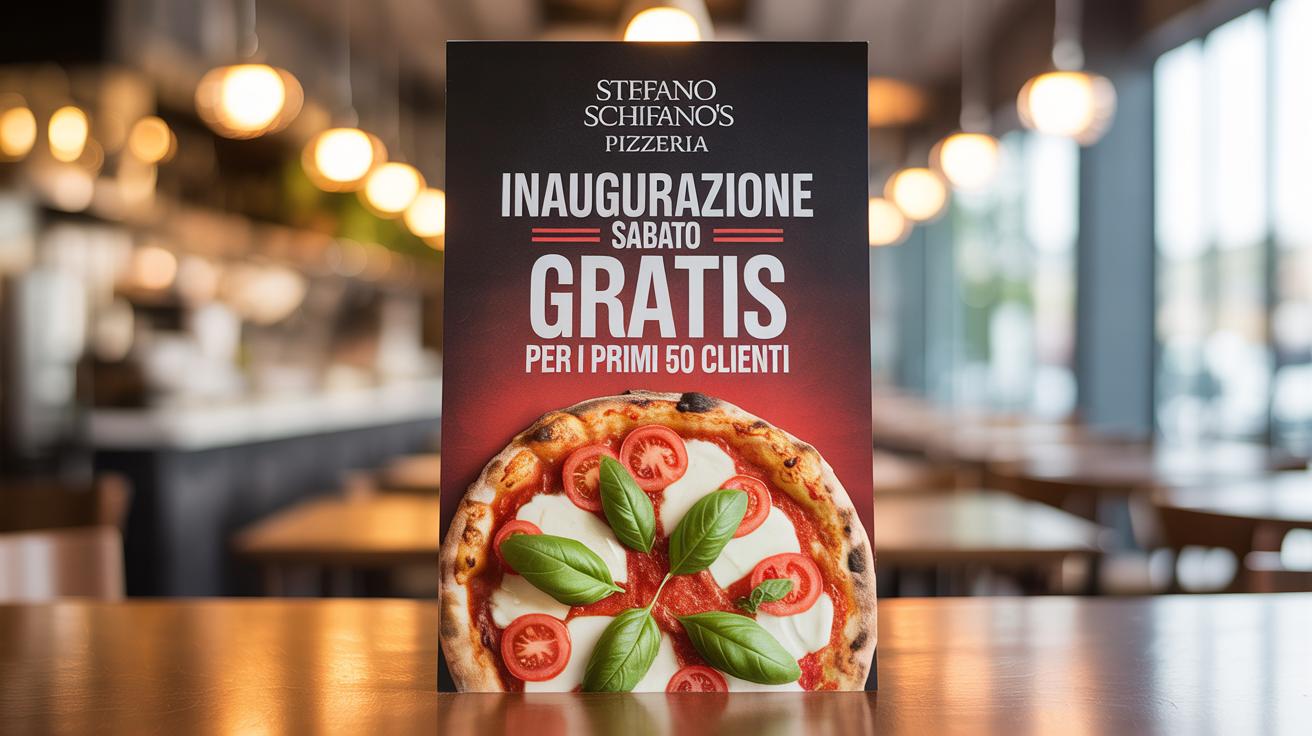 STEFANO
SCHIFANO'S
PIZZERIA
INAUGURAZIONE
SABATO
GRATIS
PER I PRIMI 50 CLIENTI